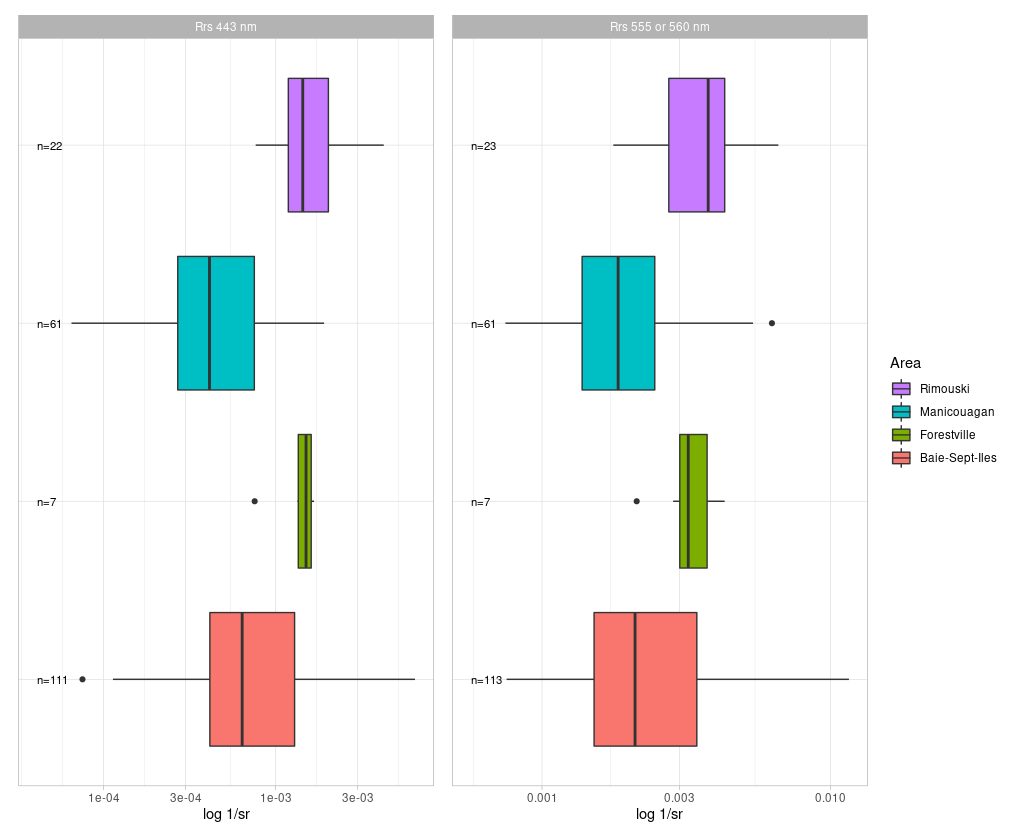 Rrs 443 nm
Rrs 555 or 560 nm
n=22
n=23
n=61
n=61
n=7
n=7
n=111
n=113
1e-04 3e-04 1e-03 3e-03
0.001 0.003 0.010
log 1/sr
log 1/sr
Area
Rimouski
Manicouagan
Forestville
Baie-Sept-Iles